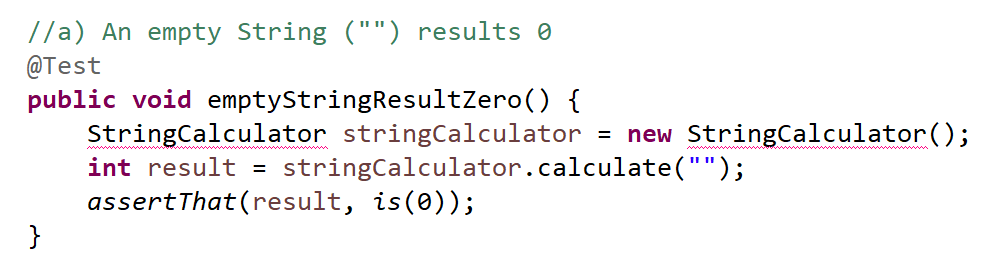 //a) An empty String ("") results 0
@Test
public void emptyStringResultZero() {
    StringCalculator stringCalculator = new StringCalculator();
    int result = stringCalculator.calculate("");
    assertThat(result, is(0));
}